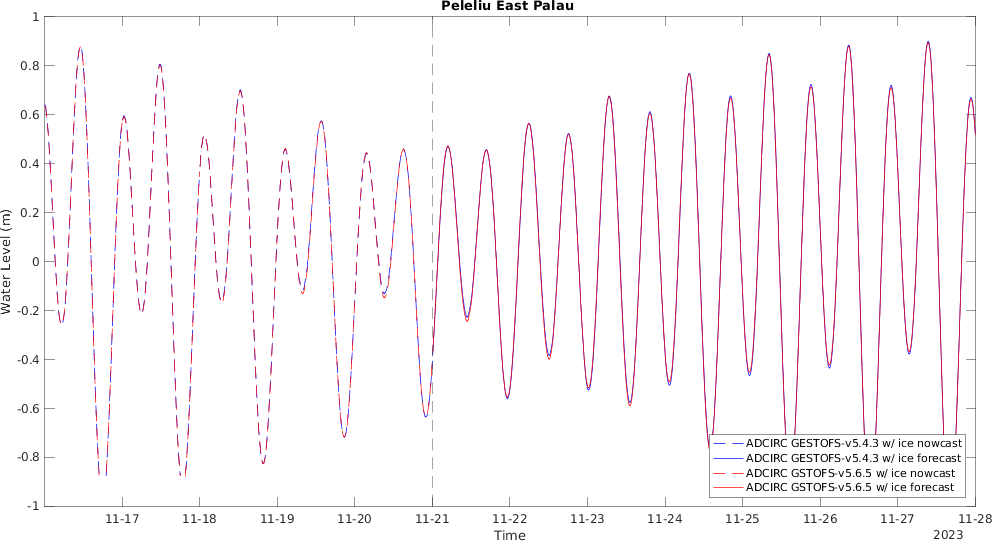 Peleliu East Palau
1
0.8
0.6
0.4
0.2
0
-0.2
-0.4
-0.6
-0.8
-1
Water Level (m)
ADCIRC GESTOFS-v5.4.3 w/ ice nowcast
ADCIRC GESTOFS-v5.4.3 w/ ice forecast
ADCIRC GSTOFS-v5.6.5 w/ ice nowcast
ADCIRC GSTOFS-v5.6.5 w/ ice forecast
11-17 11-18 11-19 11-20 11-21 11-22 11-23 11-24 11-25 11-26 11-27 11-28
Time
2023